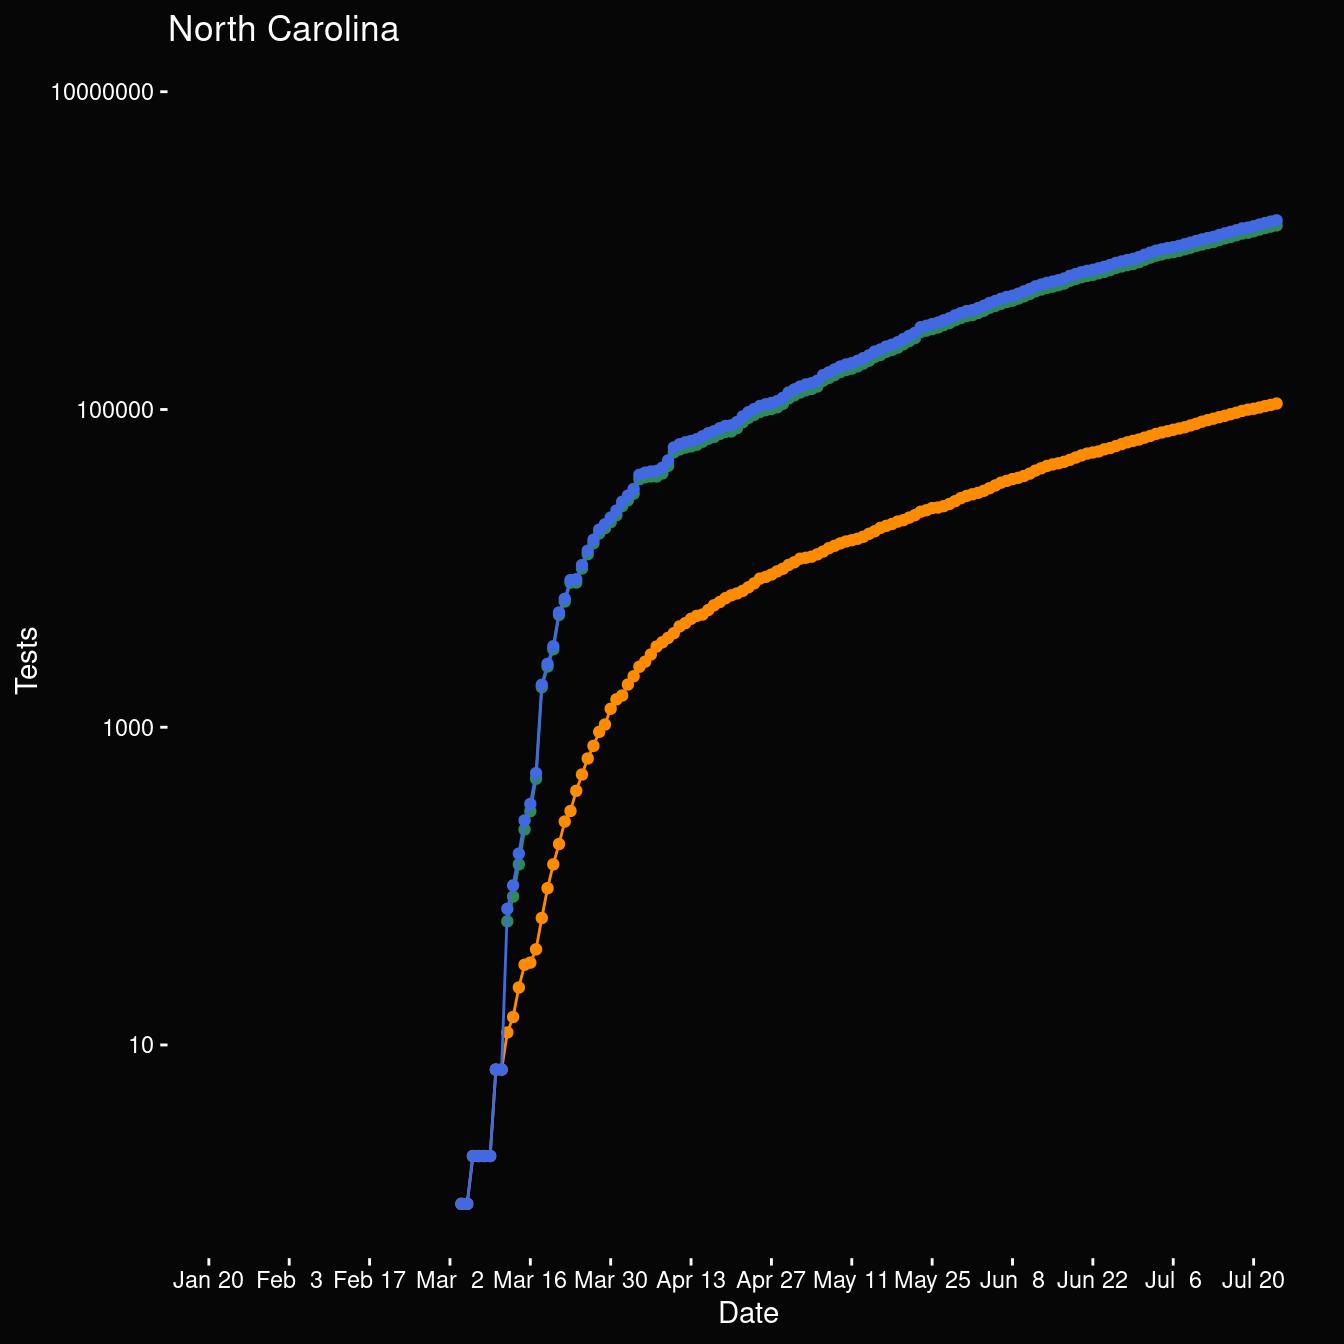 North Carolina
10000000
100000
1000
10
Tests
Jan 20 Feb  3 Feb 17 Mar  2 Mar 16 Mar 30 Apr 13 Apr 27 May 11 May 25 Jun  8 Jun 22 Jul  6 Jul 20
Date